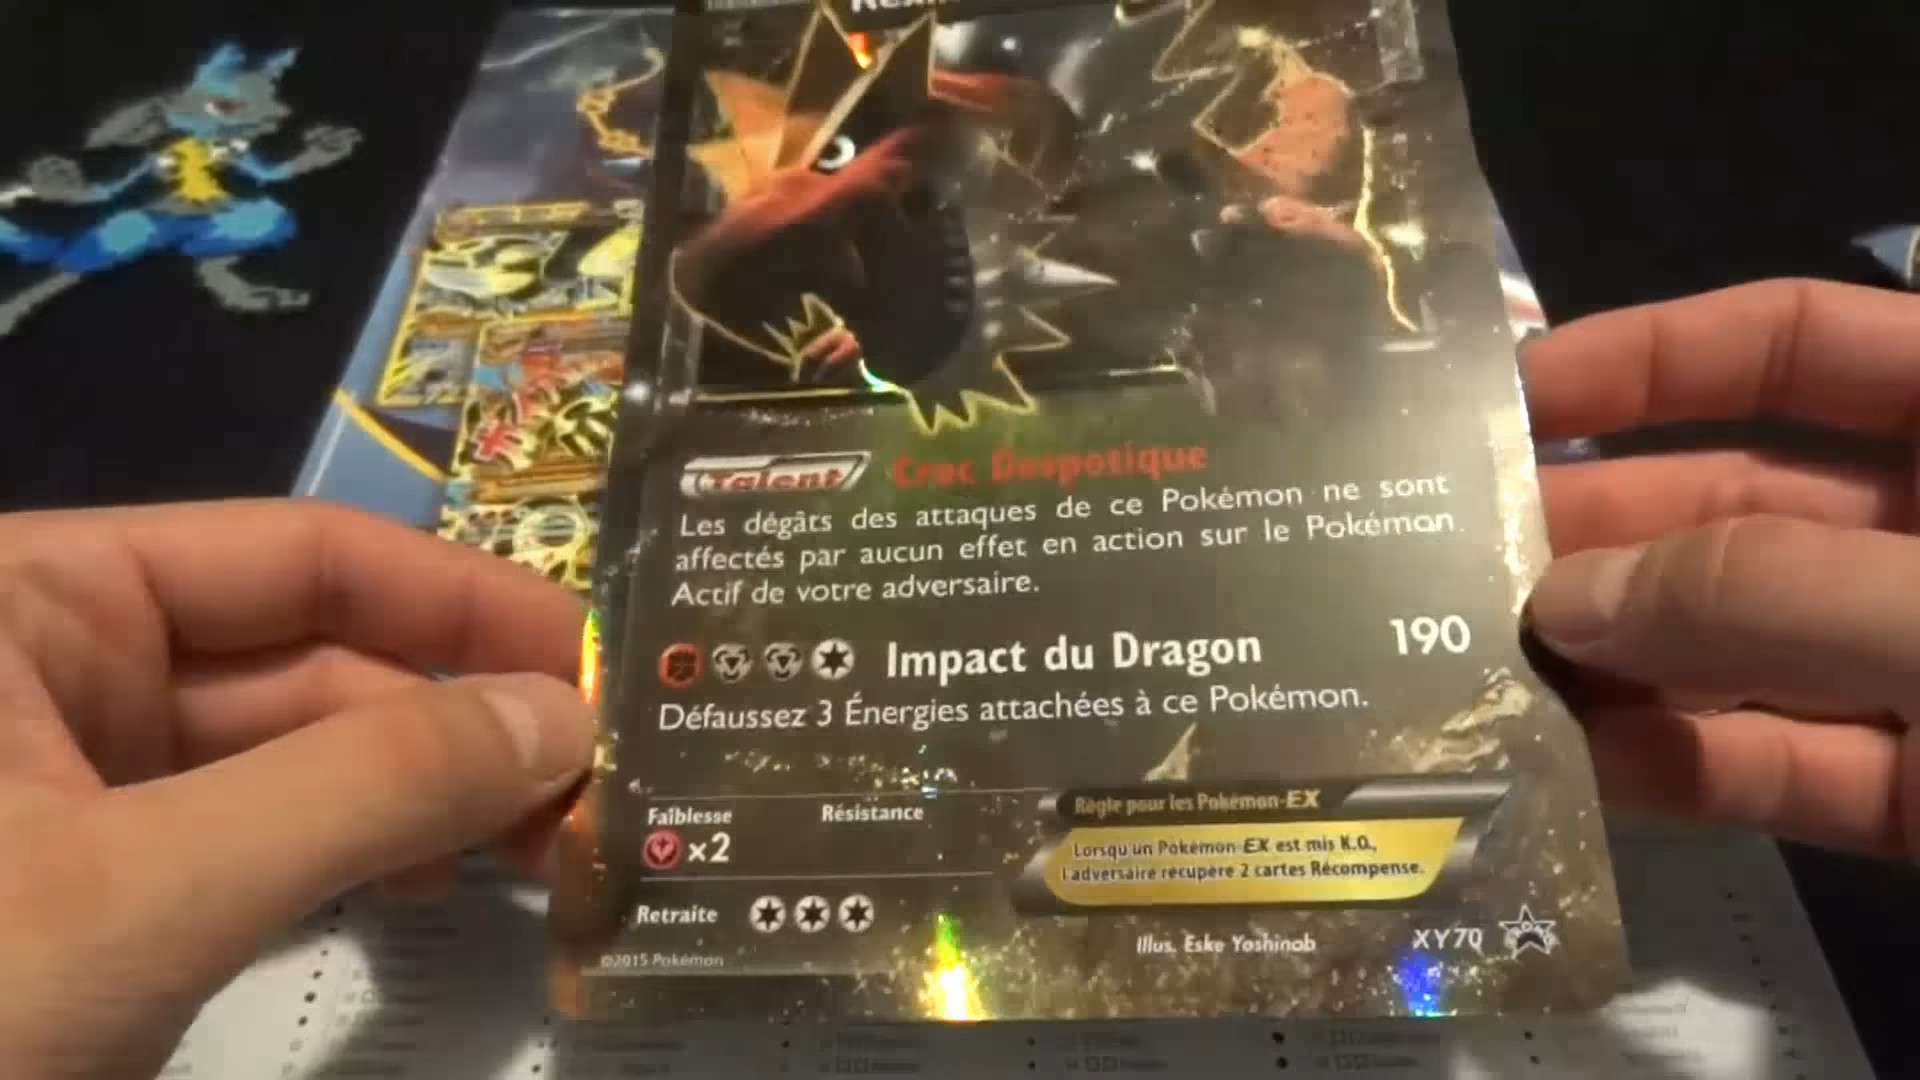 Talent Croc Despotique
Les dégâts des attaques de ce Pokémon ne sont
affectés par aucun effet en action sur le Pokémon
Actif de votre adversaire.
Impact du Dragon 190
Défaussez 3 Énergies attachées à ce Pokémon.
Faiblesse Résistance
x2
Retraite
Règle pour les Pokémon-EX
Lorsqu'un Pokémon-EX est mis K.O.,
l'adversaire récupère 2 cartes Récompense.
Illus. Eske Yoshinob
XY70
©2015 Pokémon